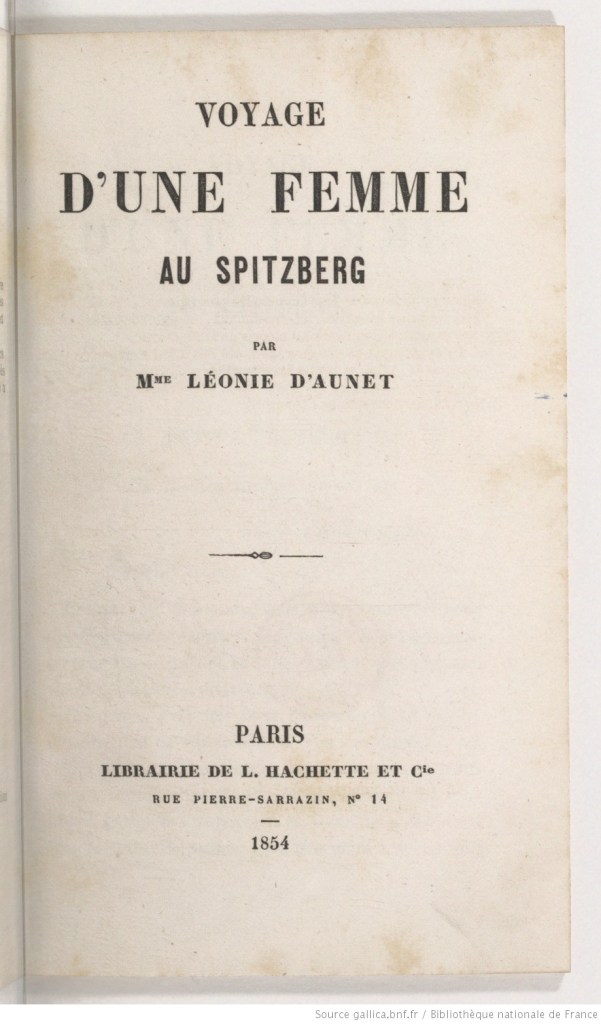 VOYAGE
D'UNE FEMME
AU SPITZBERG
PAR
MME LÉONIE D'AUNET
PARIS
LIBRAIRIE DE L. HACHETTE ET Cie
RUE PIERRE-SARRAZIN, N° 14
1854
Source gallica.bnf.fr / Bibliothèque nationale de France